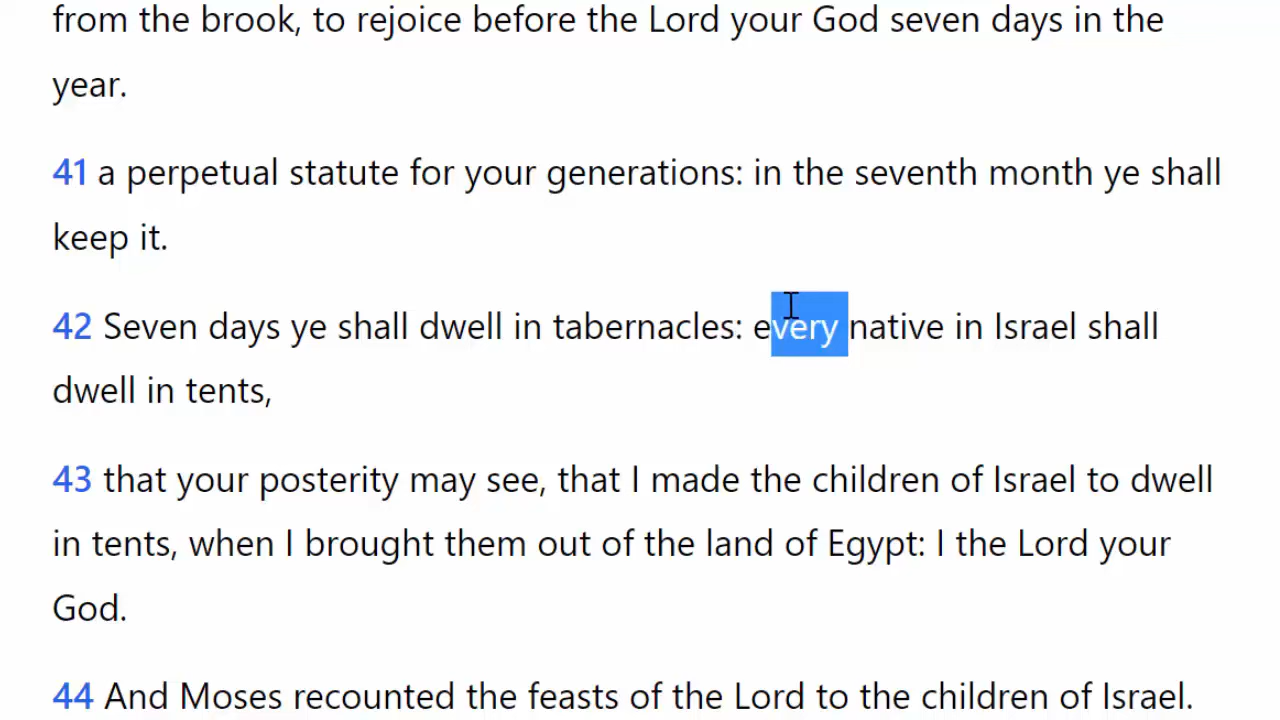 from the brook, to rejoice before the Lord your God seven days in the
year.
41 a perpetual statute for your generations: in the seventh month ye shall
keep it.
42 Seven days ye shall dwell in tabernacles: every native in Israel shall
dwell in tents,
43 that your posterity may see, that I made the children of Israel to dwell
in tents, when I brought them out of the land of Egypt: I the Lord your
God.
44 And Moses recounted the feasts of the Lord to the children of Israel.